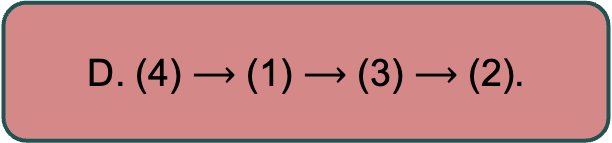 D. (4) ⟶ (1) ⟶ (3) ⟶ (2).